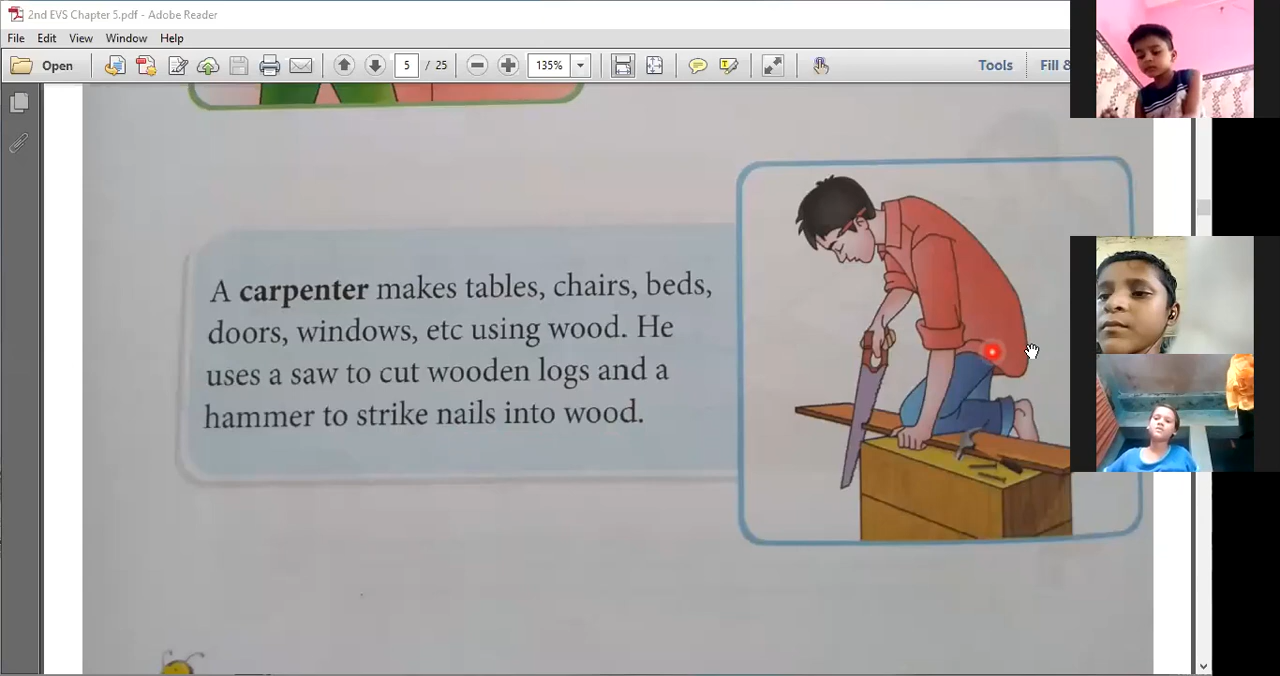 2nd EVS Chapter 5.pdf - Adobe Reader
File Edit View Window Help
Open 5 / 25 135% Tools Fill &
A carpenter makes tables, chairs, beds,
doors, windows, etc using wood. He
uses a saw to cut wooden logs and a
hammer to strike nails into wood.